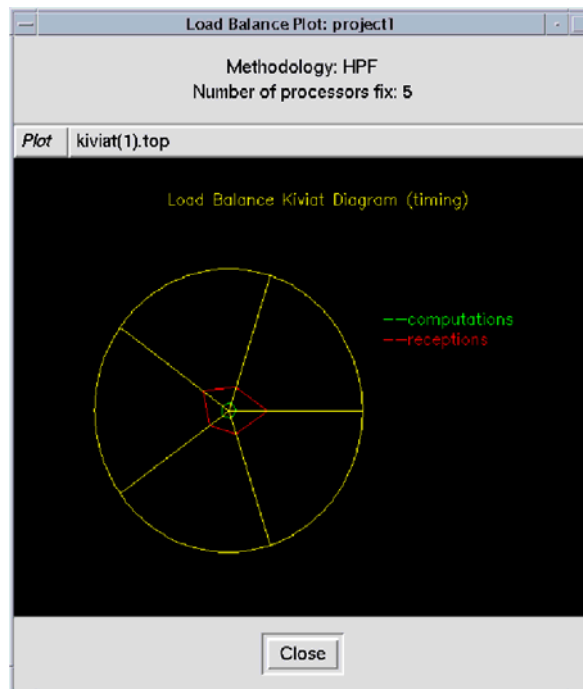 Load Balance Plot: project1
Methodology: HPF
Number of processors fix: 5
Plot kiviat(1).top
Load Balance Kiviat Diagram (timing)
——computations
——receptions
Close